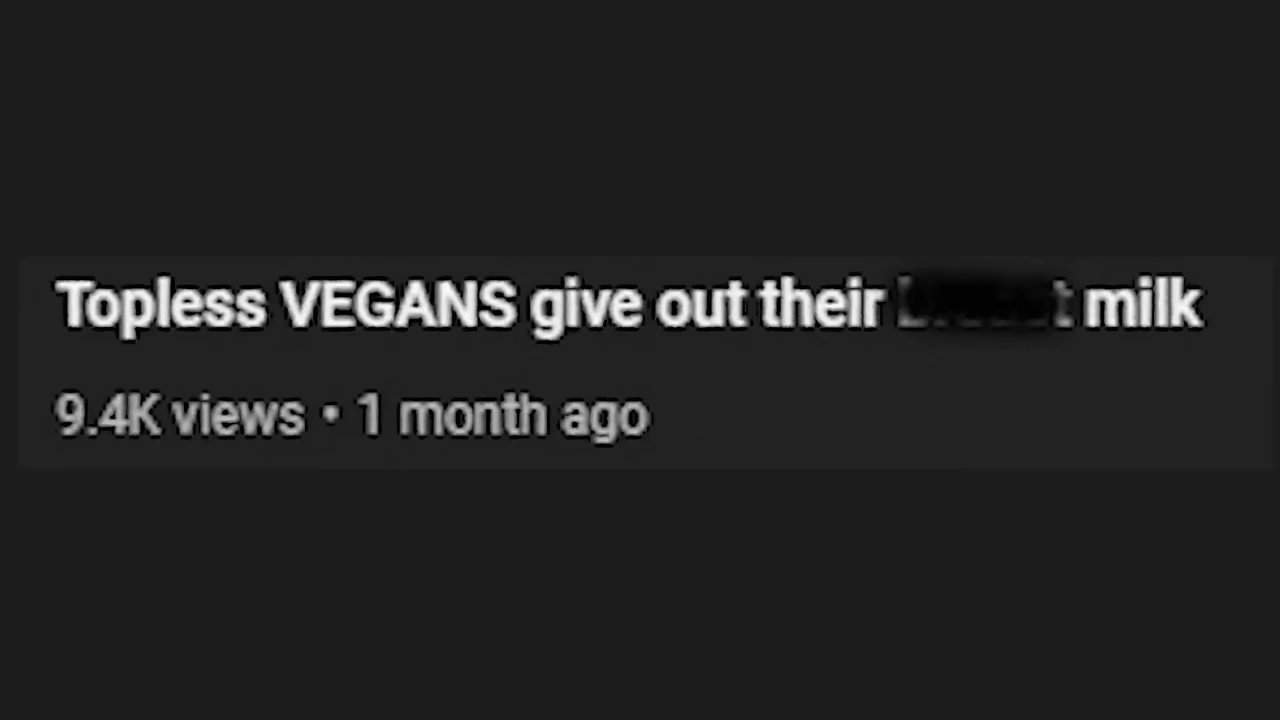 Topless VEGANS give out their milk
9.4K views • 1 month ago